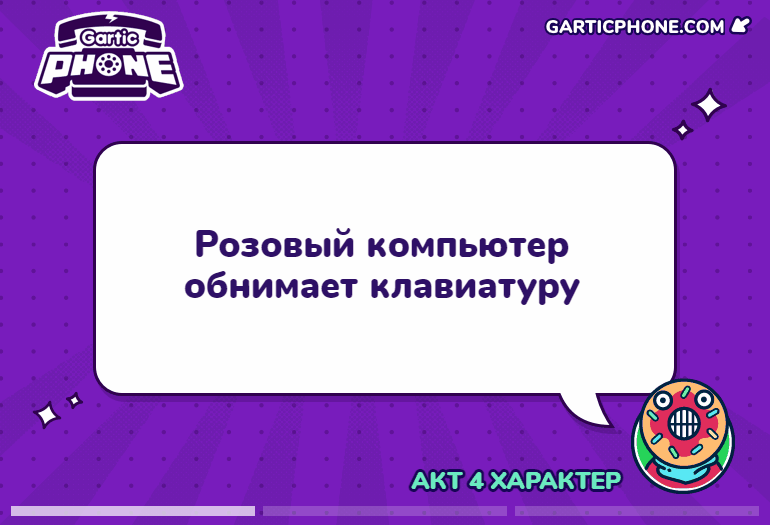 Gartic
PHONE
GARTICPHONE.COM
Розовый компьютер
обнимает клавиатуру
АКТ 4 ХАРАКТЕР